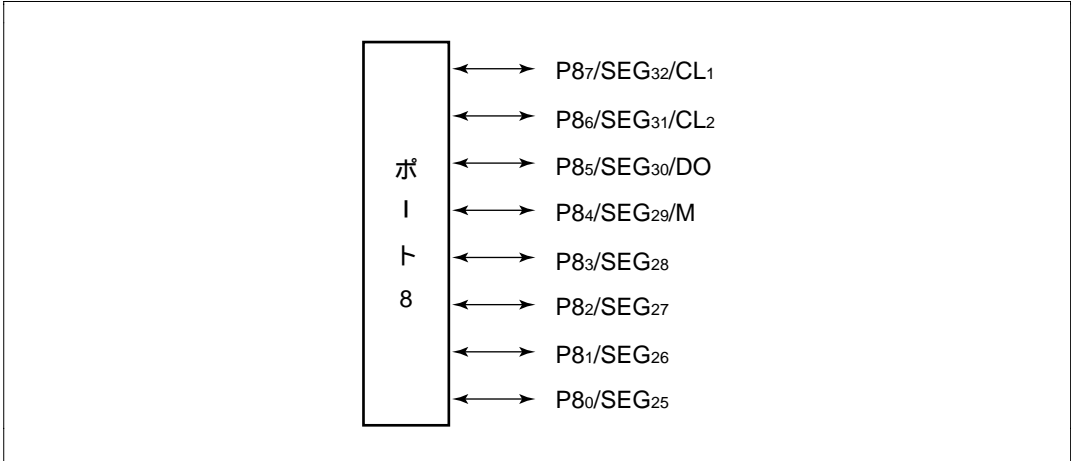 ポート8
P87/SEG32/CL1
P86/SEG31/CL2
P85/SEG30/DO
P84/SEG29/M
P83/SEG28
P82/SEG27
P81/SEG26
P80/SEG25